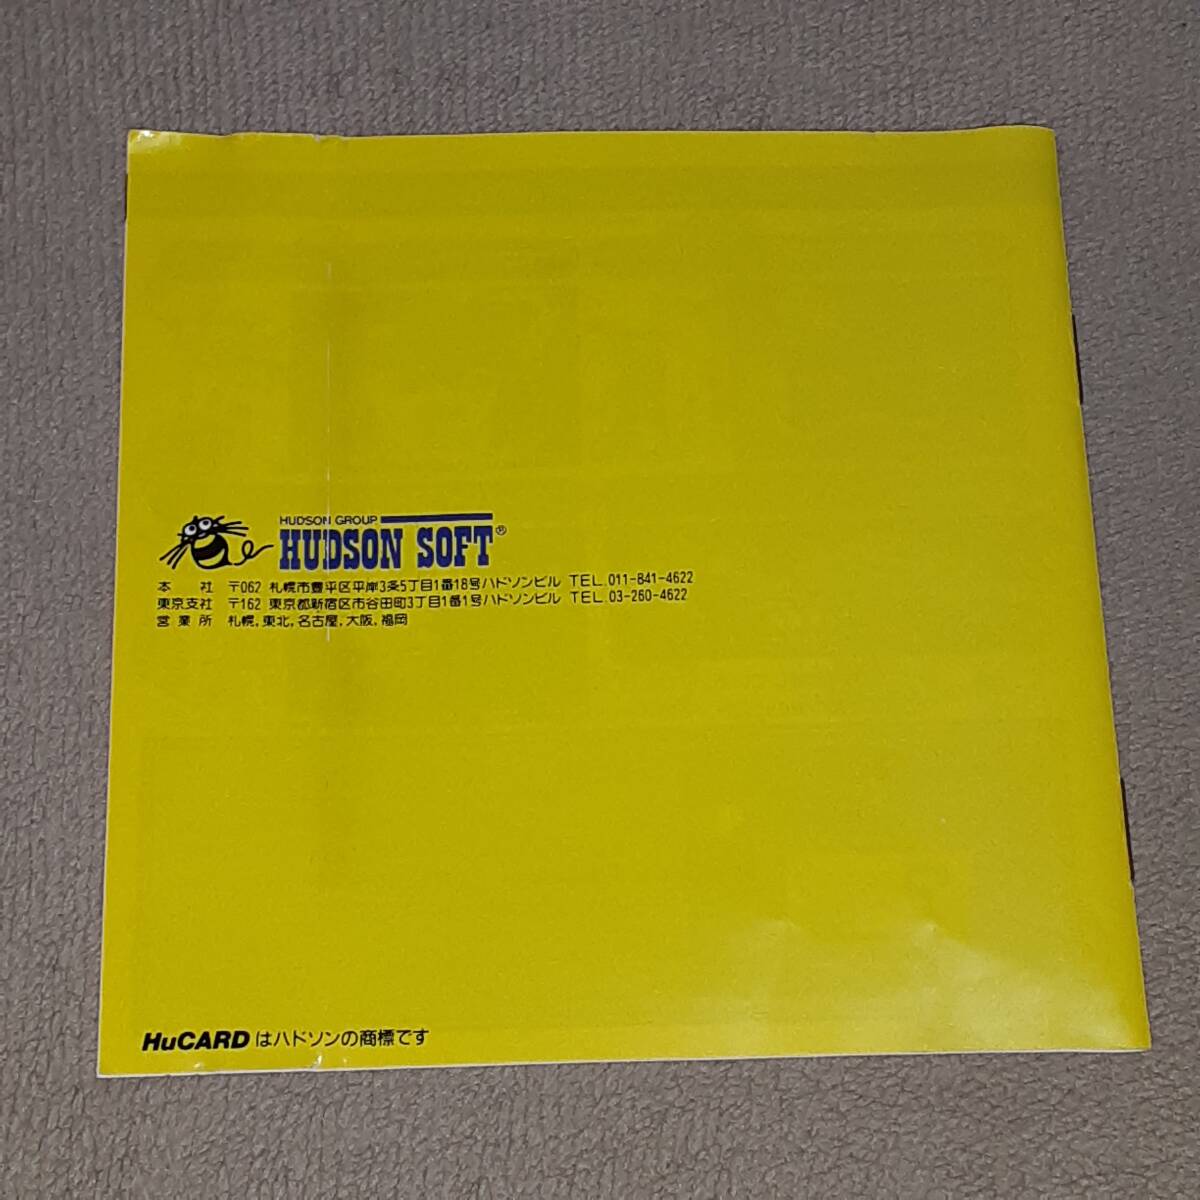 HUDSON GROUP
HUDSON SOFT®
本　社　〒062 札幌市豊平区平岸3条5丁目1番18号ハドソンビル TEL.011-841-4622
東京支社　〒162 東京都新宿区市谷田町3丁目1番1号ハドソンビル TEL.03-260-4622
営業所　札幌,東北,名古屋,大阪,福岡
HuCARDはハドソンの商標です